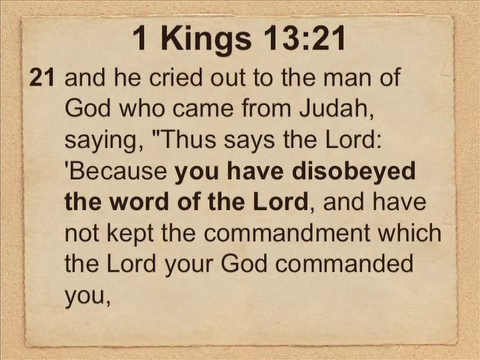 1 Kings 13:21
21 and he cried out to the man of
God who came from Judah,
saying, "Thus says the Lord:
'Because you have disobeyed
the word of the Lord, and have
not kept the commandment which
the Lord your God commanded
you,